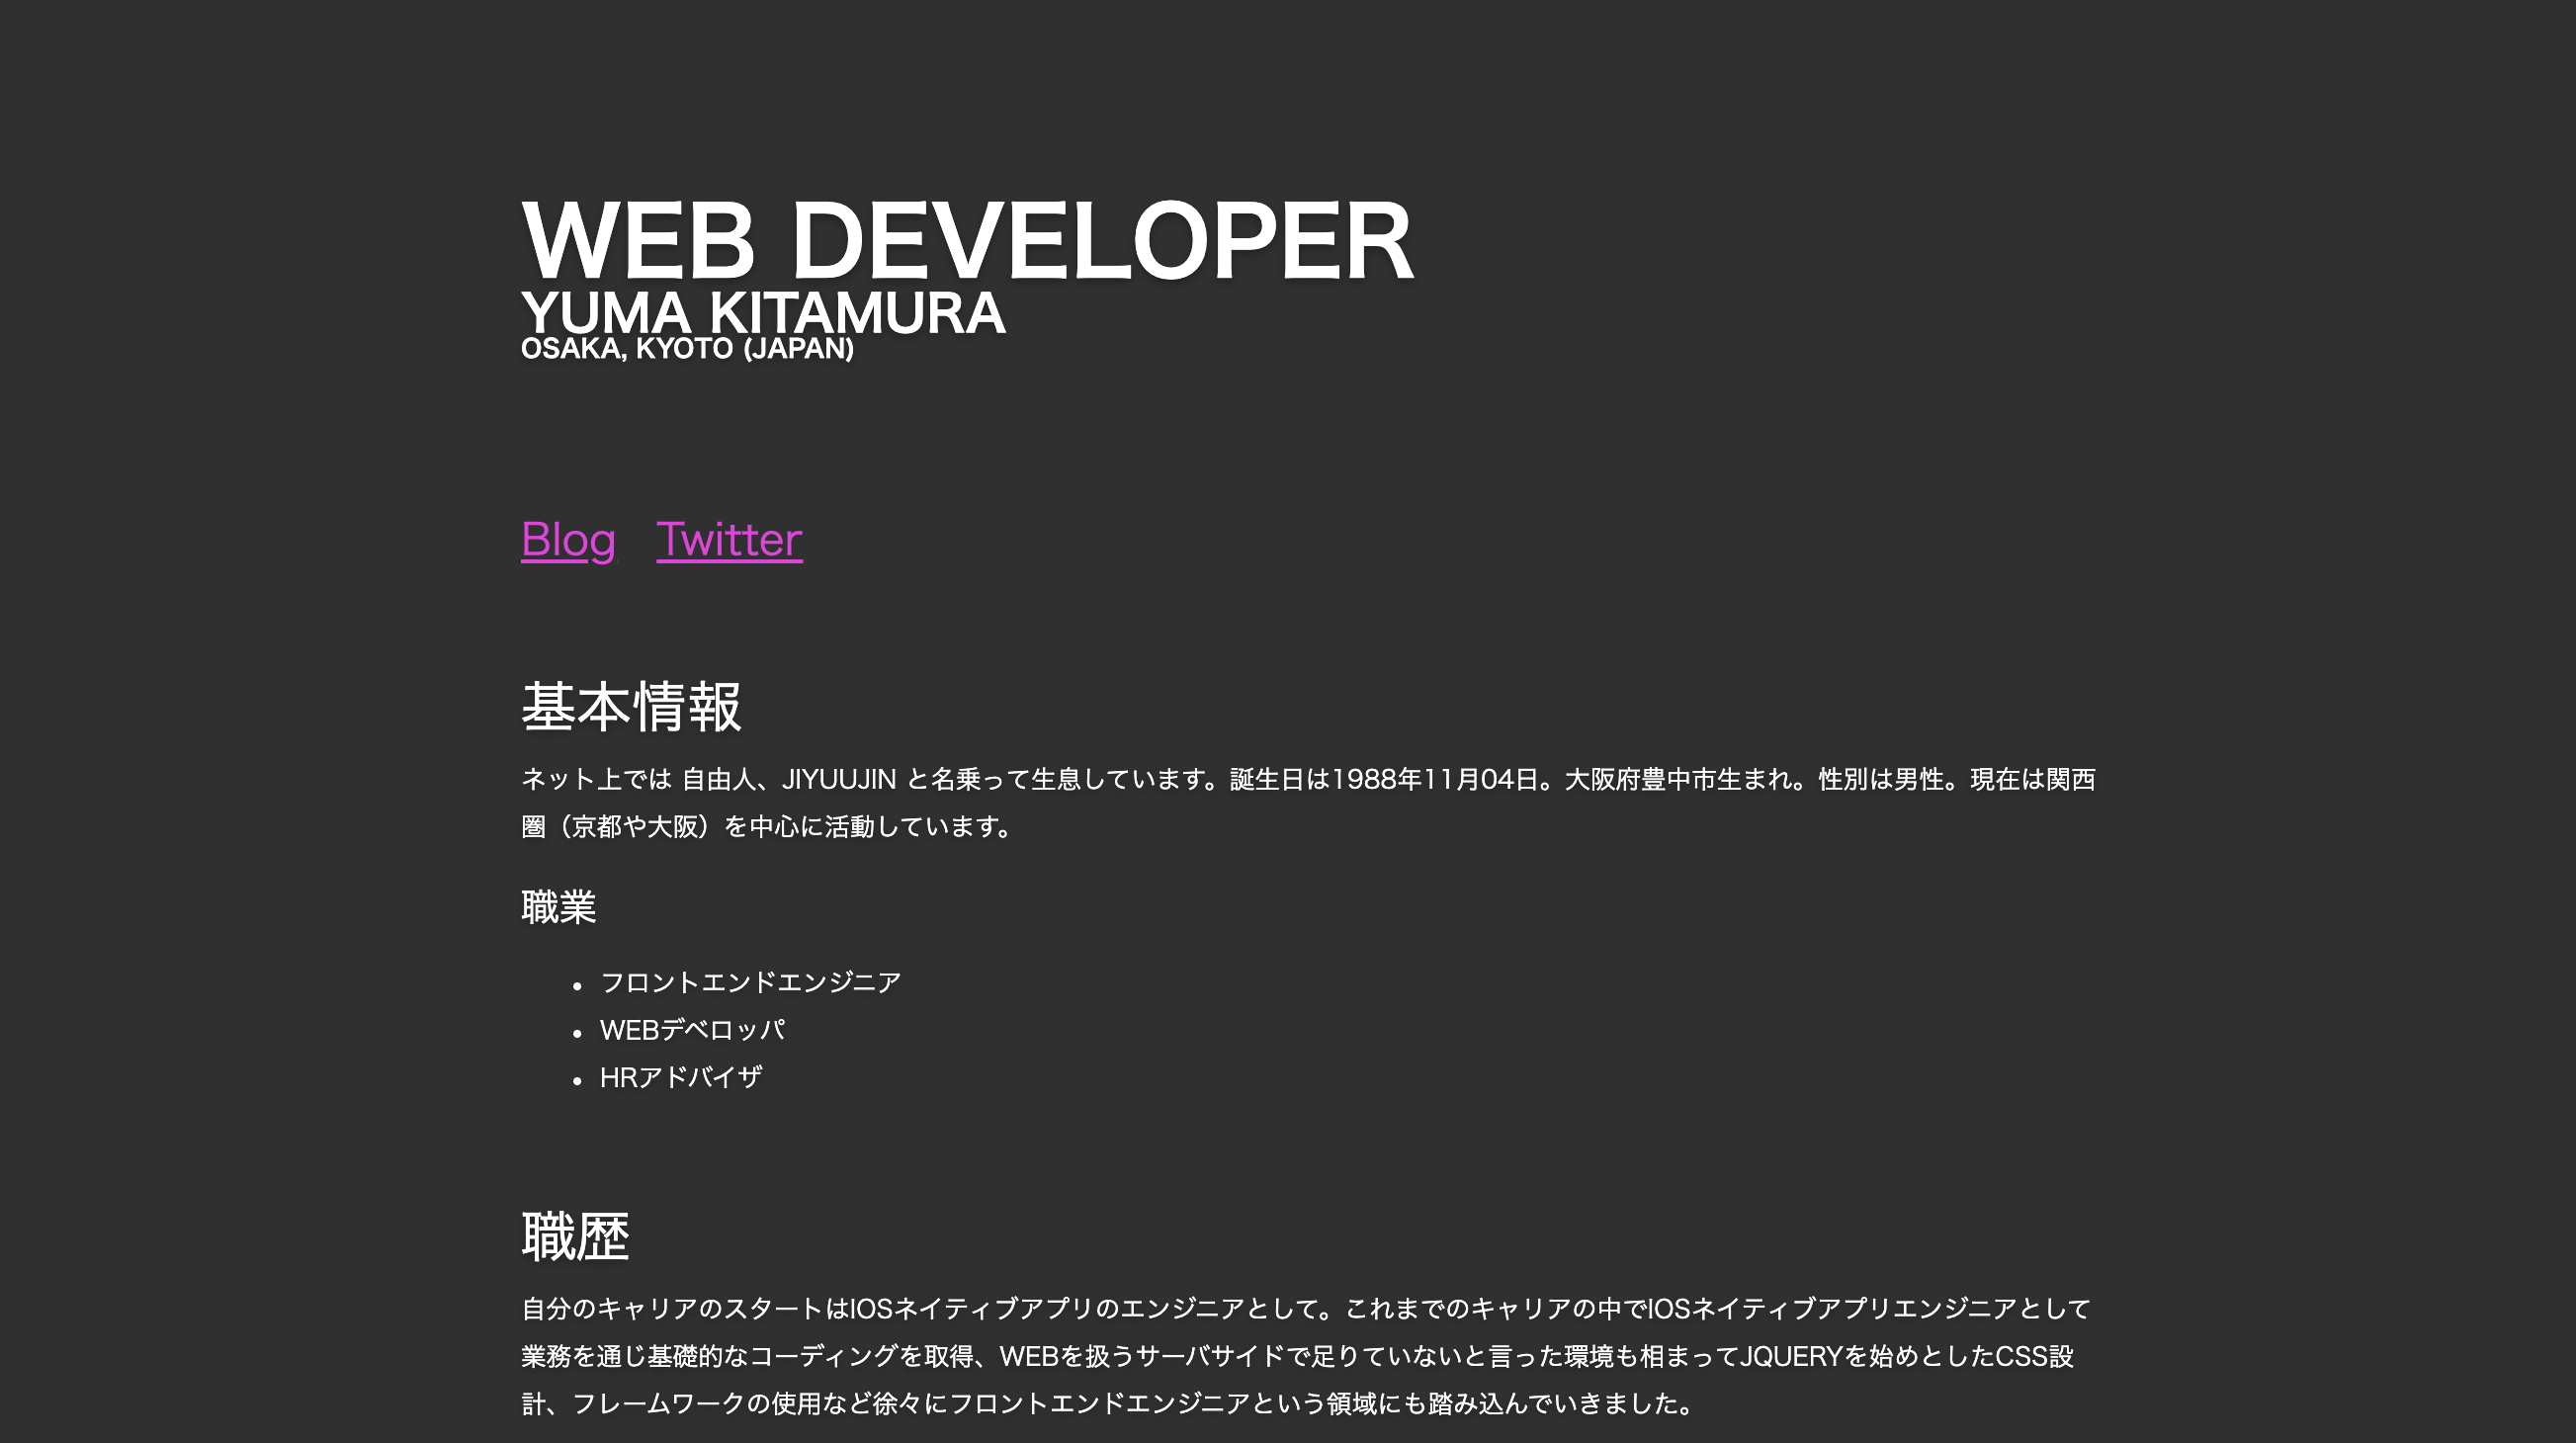 WEB DEVELOPER
YUMA KITAMURA
OSAKA, KYOTO (JAPAN)
Blog Twitter
基本情報
ネット上では 自由人、JIYUUJIN と名乗って生息しています。誕生日は1988年11月04日。大阪府豊中市生まれ。性別は男性。現在は関西
圏（京都や大阪）を中心に活動しています。
職業
• フロントエンドエンジニア
• WEBデベロッパ
• HRアドバイザ
職歴
自分のキャリアのスタートはIOSネイティブアプリのエンジニアとして。これまでのキャリアの中でIOSネイティブアプリエンジニアとして
業務を通じ基礎的なコーディングを取得、WEBを扱うサーバサイドで足りていないと言った環境も相まってJQUERYを始めとしたCSS設
計、フレームワークの使用など徐々にフロントエンドエンジニアという領域にも踏み込んでいきました。